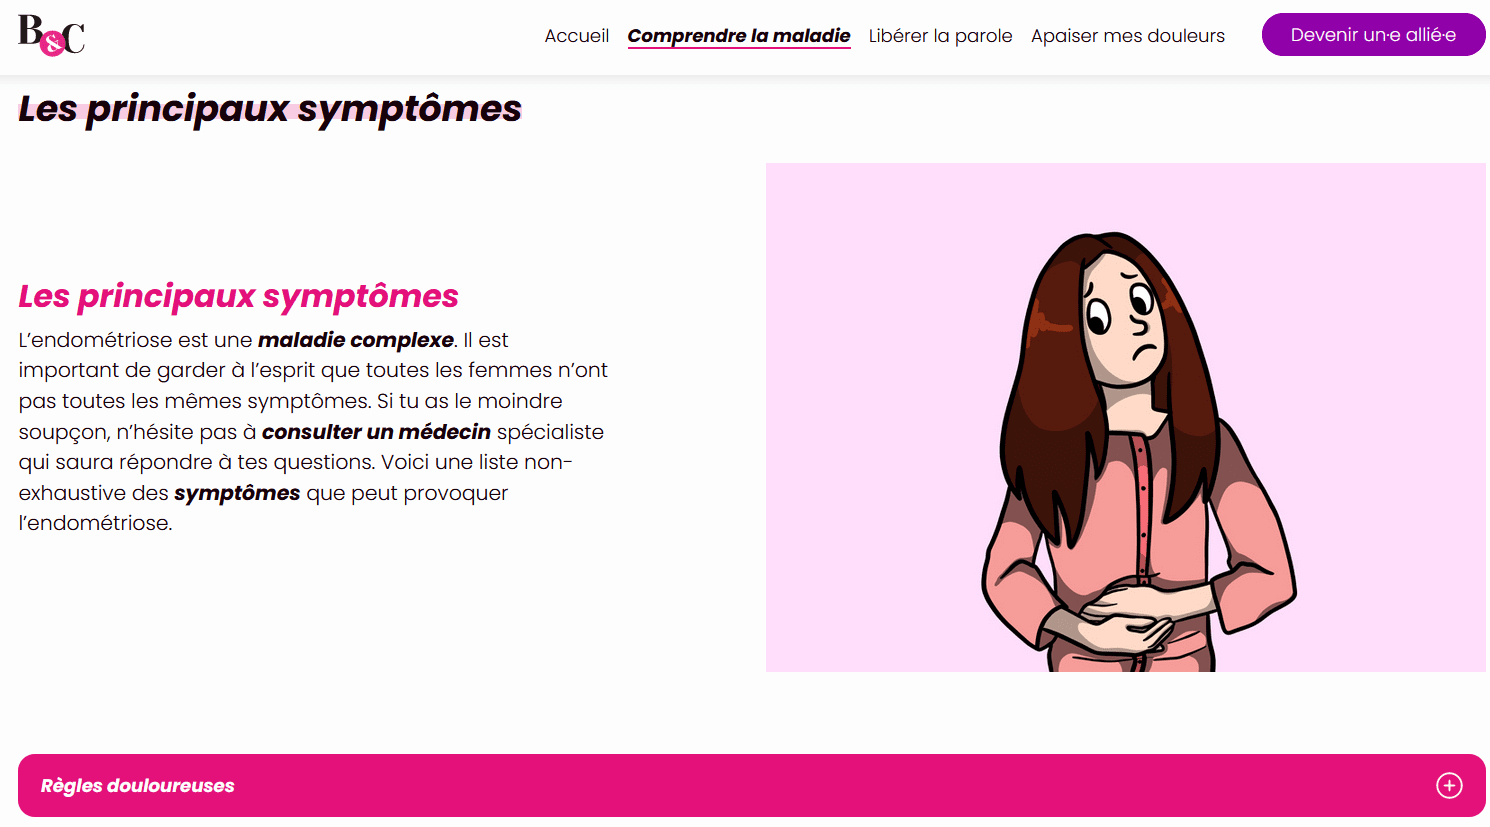 B&C
Accueil
Comprendre la maladie
Libérer la parole
Apaiser mes douleurs
Devenir un·e allié·e
Les principaux symptômes
Les principaux symptômes
L’endométriose est une maladie complexe. Il est
important de garder à l’esprit que toutes les femmes n’ont
pas toutes les mêmes symptômes. Si tu as le moindre
soupçon, n’hésite pas à consulter un médecin spécialiste
qui saura répondre à tes questions. Voici une liste non-
exhaustive des symptômes que peut provoquer
l’endométriose.
Règles douloureuses